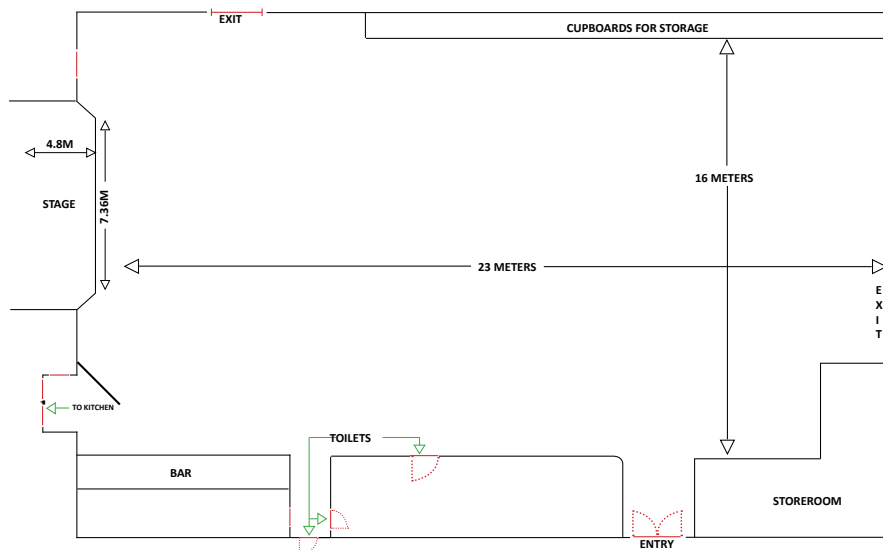 EXIT
CUPBOARDS FOR STORAGE
4.8M
7.36M
16 METERS
STAGE
23 METERS
EXIT
TO KITCHEN
TOILETS
BAR
STOREROOM
ENTRY